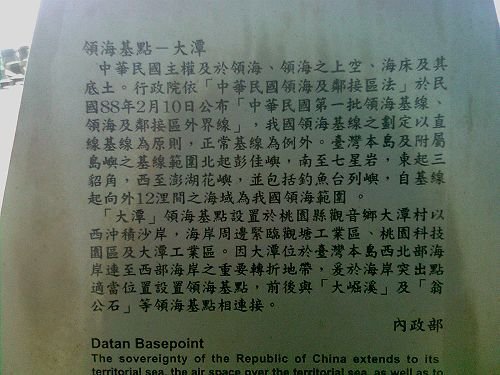 領海基點－大潭
中華民國主權及於領海、領海之上空、海床及其
底土。行政院依「中華民國領海及鄰接區法」於民
國88年2月10日公布「中華民國第一批領海基線、
領海及鄰接區外界線」，我國領海基線之劃定以直
線基線為原則，正常基線為例外。臺灣本島及附屬
島嶼之基線範圍北起彭佳嶼，南至七星岩，東起三
貂角，西至澎湖花嶼，並包括釣魚台列嶼，自基線
起向外12浬間之海域為我國領海範圍。
「大潭」領海基點設置於桃園縣觀音鄉大潭村以
西沖積沙岸，海岸周邊緊臨觀塘工業區、桃園科技
園區及大潭工業區。因大潭位於臺灣本島西北部海
岸連至西部海岸之重要轉折地帶，爰於海岸突出點
適當位置設置領海基點，前後與「大崛溪」及「翁
公石」等領海基點相連接。
內政部
Datan Basepoint
The sovereignty of the Republic of China extends to its
territorial sea, the air space over the territorial sea, as well as to